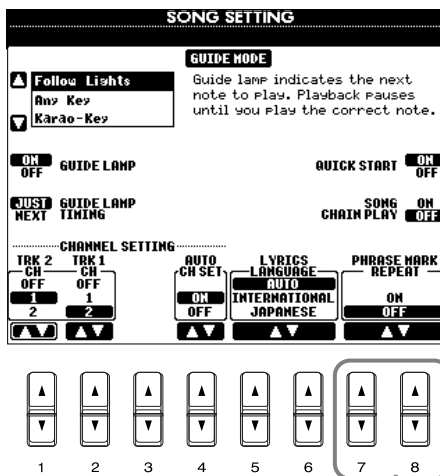 SONG SETTING
GUIDE MODE
Follow Lights
Any Key
Karao-Key
Guide lamp indicates the next
note to play. Playback pauses
until you play the correct note.
ON
OFF
GUIDE LAMP
QUICK START
ON
OFF
JUST
NEXT
GUIDE LAMP
TIMING
SONG
CHAIN PLAY
ON
OFF
CHANNEL SETTING
TRK 2
CH
OFF
1
2
TRK 1
CH
OFF
1
2
AUTO
CH SET
ON
OFF
LYRICS
LANGUAGE
AUTO
INTERNATIONAL
JAPANESE
PHRASE MARK
REPEAT
ON
OFF
1 2 3 4 5 6 7 8